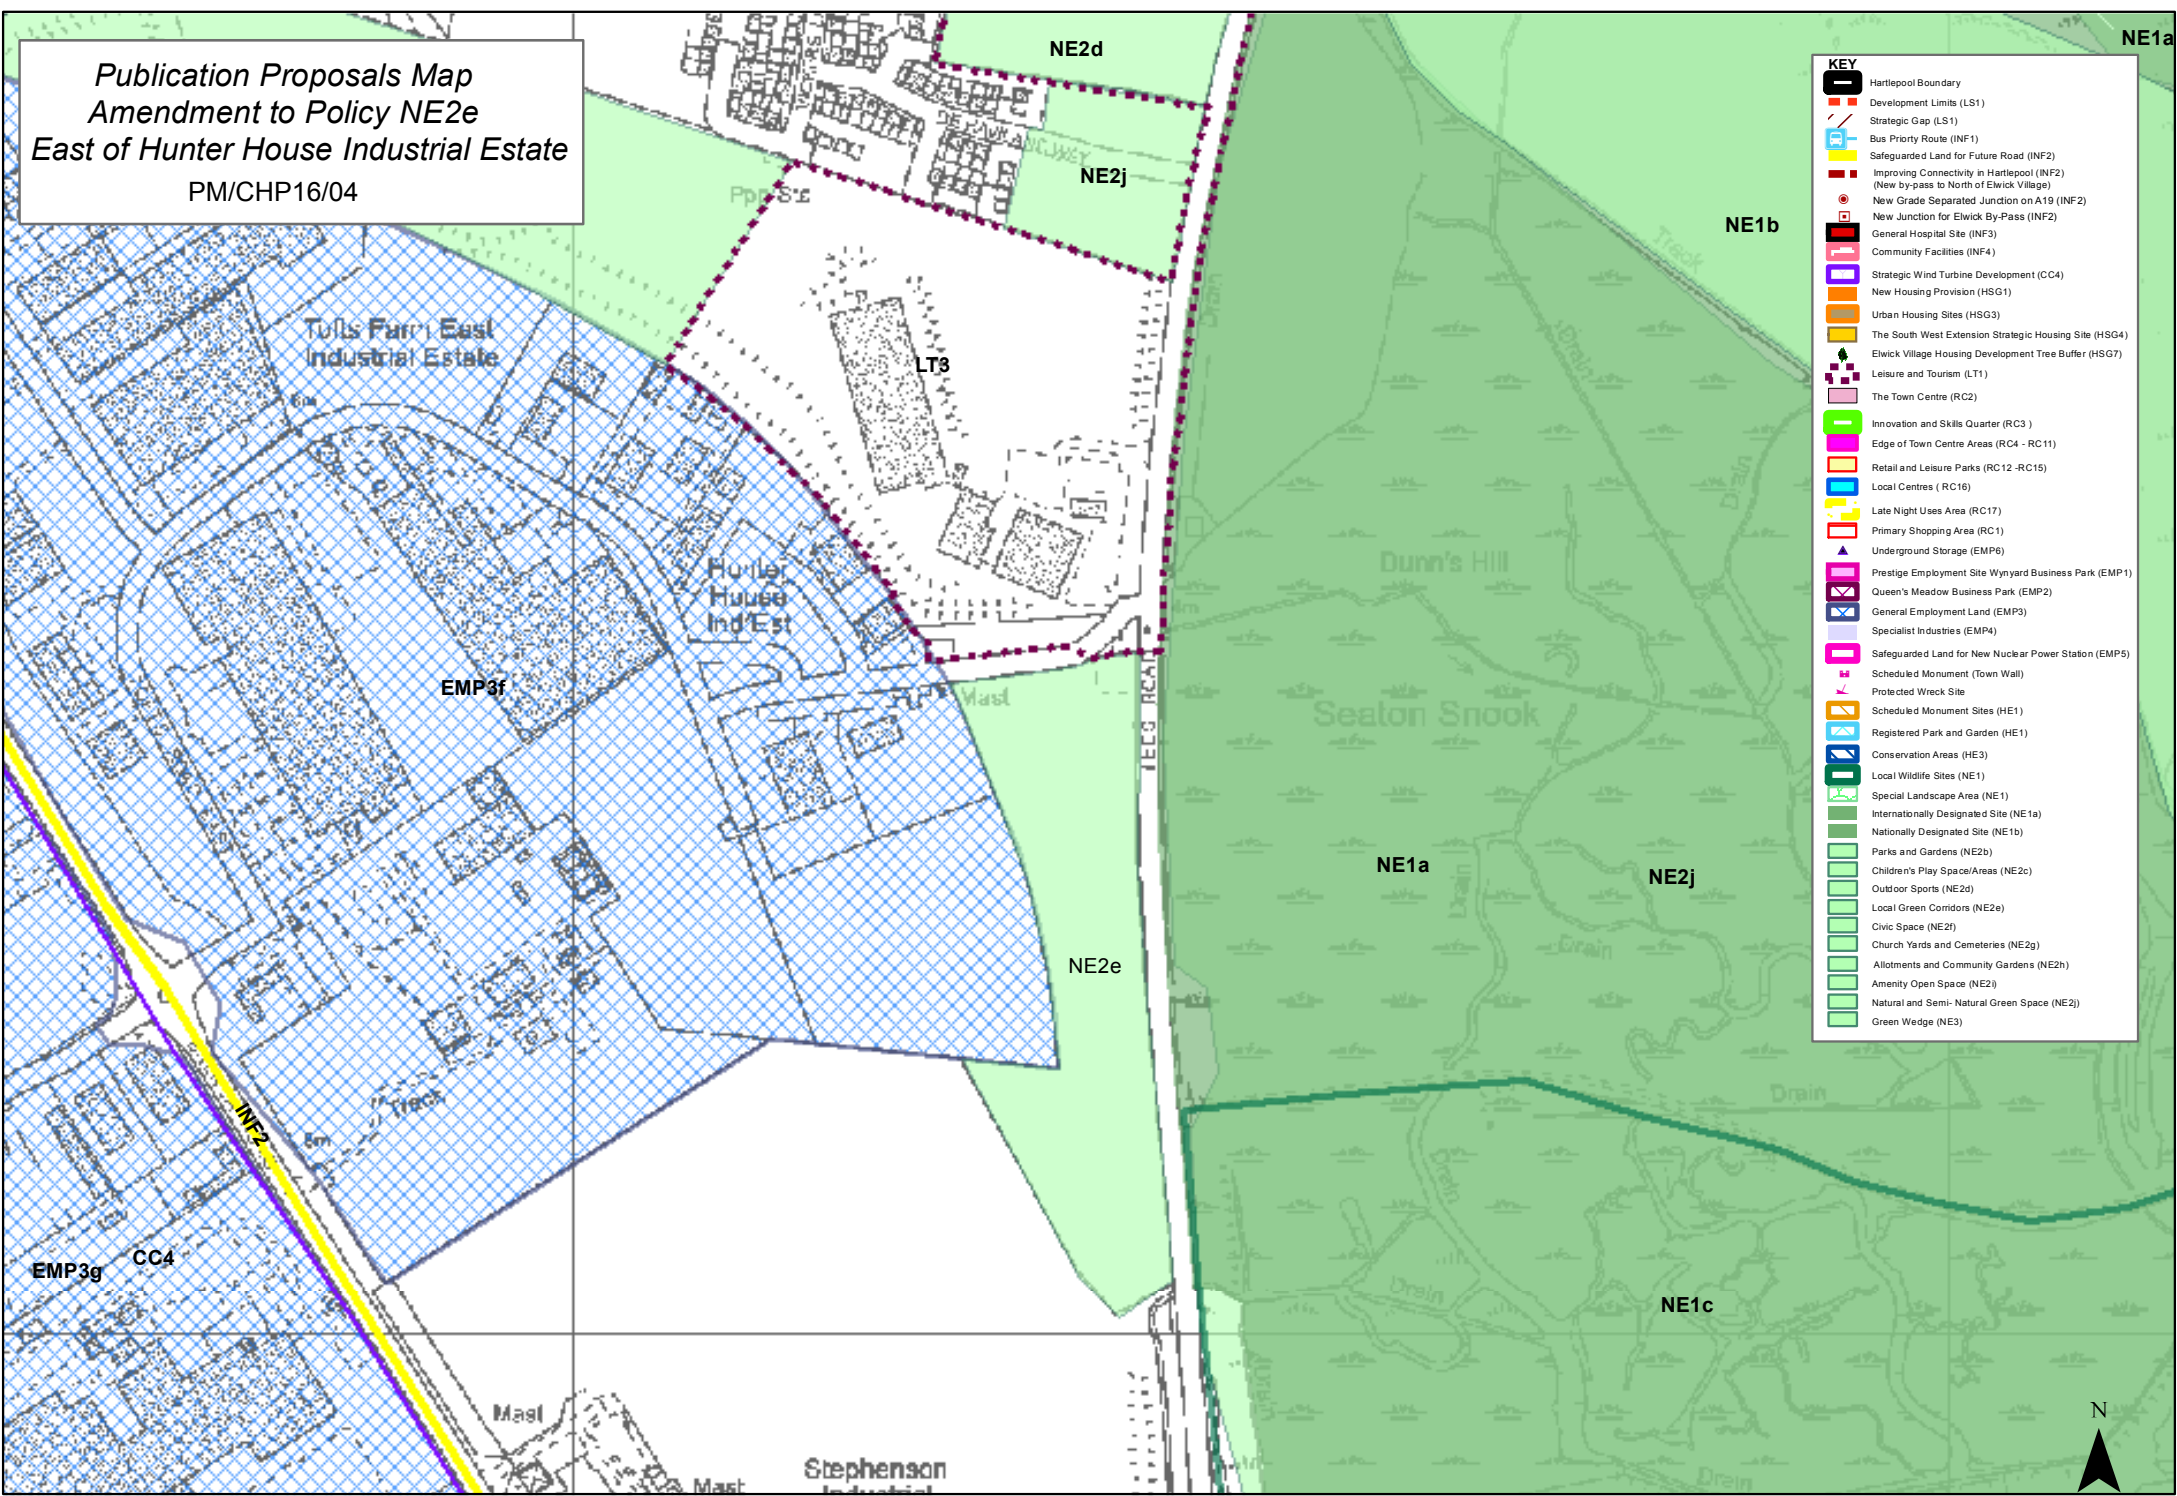 Publication Proposals Map
Amendment to Policy NE2e
East of Hunter House Industrial Estate
PM/CHP16/04
NE2d
NE1a
NE2j
NE1b
LT3
Tofts Farm East
Industrial Estate
Hunter
House
Ind Est
EMP3f
Mast
Dunn's Hill
Seaton Snook
Drain
Drain
Drain
Drain
Drain
Drain
Drain
Drain
Drain
NE1a
NE2j
NE2e
Track
8m
INF2
CC4
EMP3g
NE1c
Mast
Mast
Stephenson
Industrial
N
KEY
Hartlepool Boundary
Development Limits (LS1)
Strategic Gap (LS1)
Bus Priorty Route (INF1)
Safeguarded Land for Future Road (INF2)
Improving Connectivity in Hartlepool (INF2)
(New by-pass to North of Elwick Village)
New Grade Separated Junction on A19 (INF2)
New Junction for Elwick By-Pass (INF2)
General Hospital Site (INF3)
Community Facilities (INF4)
Strategic Wind Turbine Development (CC4)
New Housing Provision (HSG1)
Urban Housing Sites (HSG3)
The South West Extension Strategic Housing Site (HSG4)
Elwick Village Housing Development Tree Buffer (HSG7)
Leisure and Tourism (LT1)
The Town Centre (RC2)
Innovation and Skills Quarter (RC3 )
Edge of Town Centre Areas (RC4 - RC11)
Retail and Leisure Parks (RC12 -RC15)
Local Centres ( RC16)
Late Night Uses Area (RC17)
Primary Shopping Area (RC1)
Underground Storage (EMP6)
Prestige Employment Site Wynyard Business Park (EMP1)
Queen's Meadow Business Park (EMP2)
General Employment Land (EMP3)
Specialist Industries (EMP4)
Safeguarded Land for New Nuclear Power Station (EMP5)
Scheduled Monument (Town Wall)
Protected Wreck Site
Scheduled Monument Sites (HE1)
Registered Park and Garden (HE1)
Conservation Areas (HE3)
Local Wildlife Sites (NE1)
Special Landscape Area (NE1)
Internationally Designated Site (NE1a)
Nationally Designated Site (NE1b)
Parks and Gardens (NE2b)
Children's Play Space/Areas (NE2c)
Outdoor Sports (NE2d)
Local Green Corridors (NE2e)
Civic Space (NE2f)
Church Yards and Cemeteries (NE2g)
Allotments and Community Gardens (NE2h)
Amenity Open Space (NE2i)
Natural and Semi- Natural Green Space (NE2j)
Green Wedge (NE3)